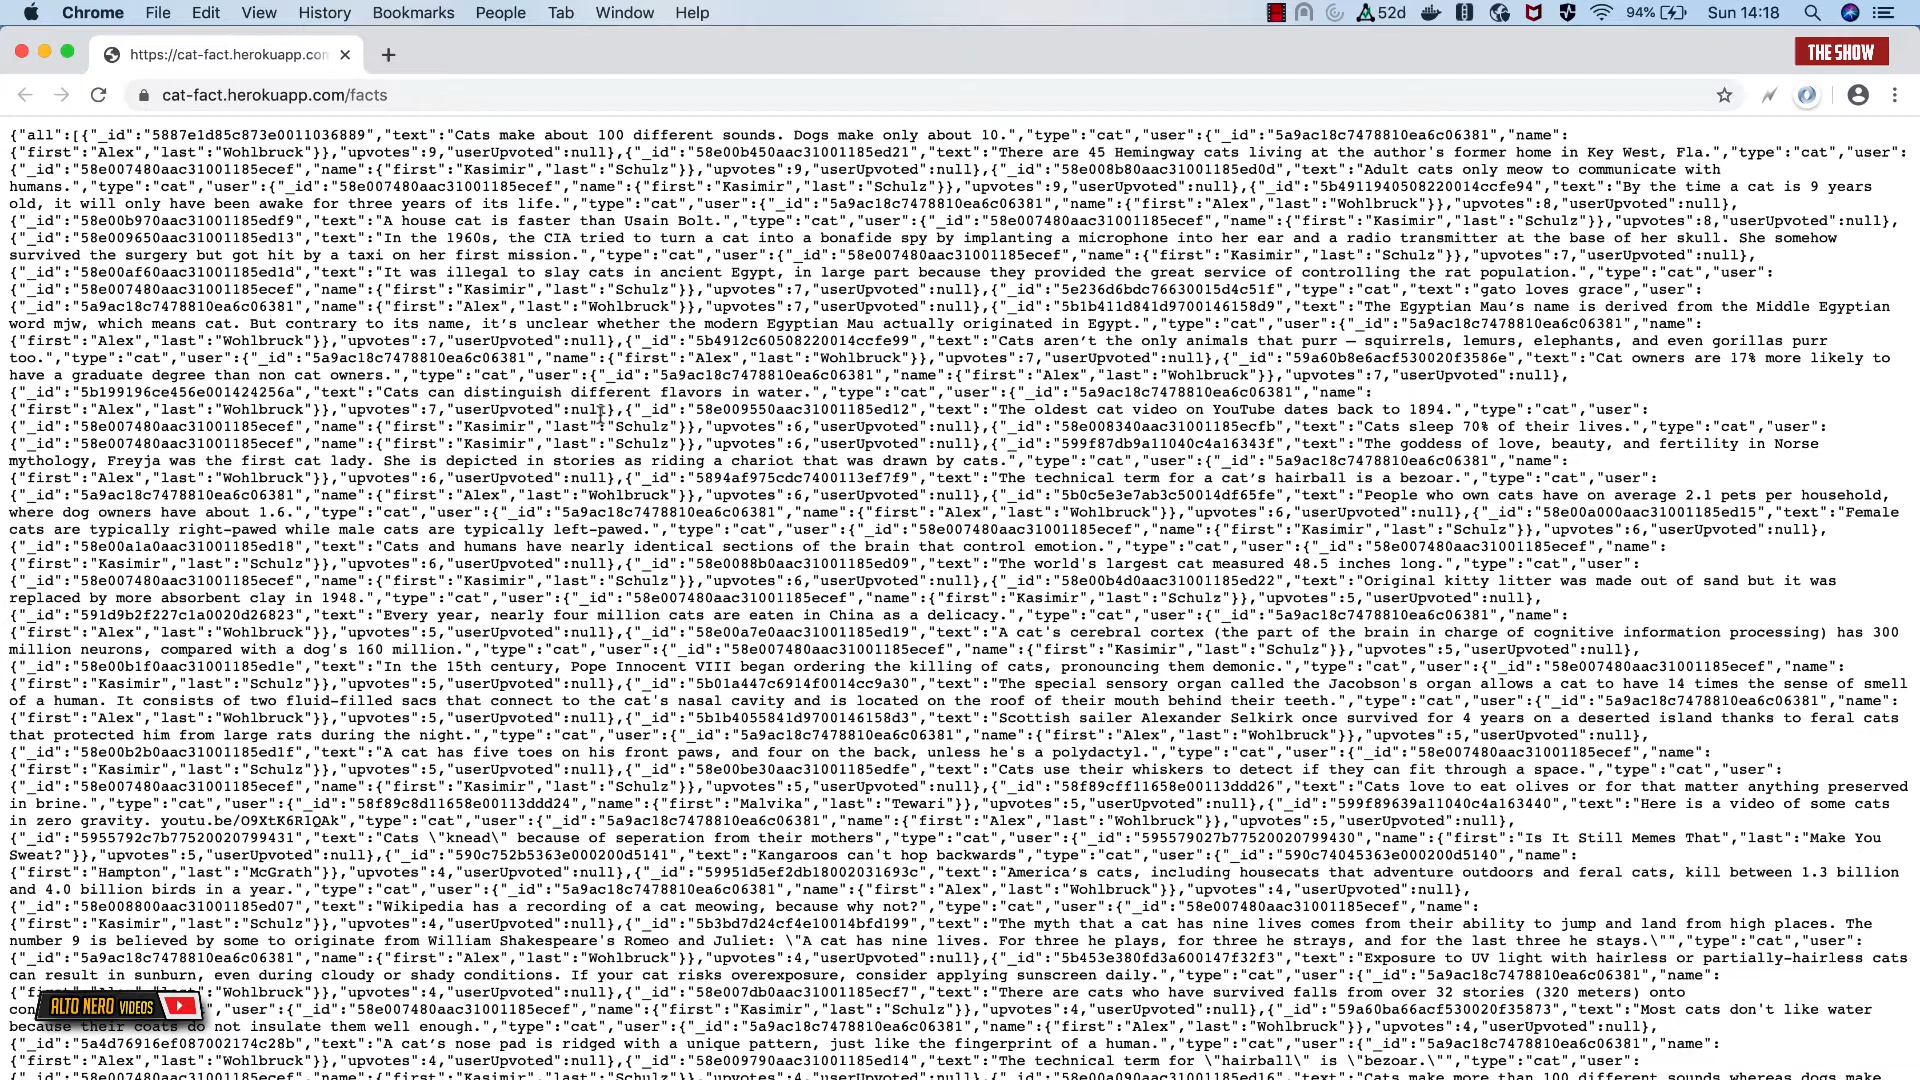 Chrome File Edit View History Bookmarks People Tab Window Help 52d 94% Sun 14:18
https://cat-fact.herokuapp.con THE SHOW
cat-fact.herokuapp.com/facts
{"all":[{"_id":"5887e1d85c873e0011036889","text":"Cats make about 100 different sounds. Dogs make only about 10.","type":"cat","user":{"_id":"5a9ac18c7478810ea6c06381","name":
{"first":"Alex","last":"Wohlbruck"}},"upvotes":9,"userUpvoted":null},{"_id":"58e00b450aac31001185ed21","text":"There are 45 Hemingway cats living at the author's former home in Key West, Fla.","type":"cat","user":
{"_id":"58e007480aac31001185ecef","name":{"first":"Kasimir","last":"Schulz"}},"upvotes":9,"userUpvoted":null},{"_id":"58e008b80aac31001185ed0d","text":"Adult cats only meow to communicate with
humans.","type":"cat","user":{"_id":"58e007480aac31001185ecef","name":{"first":"Kasimir","last":"Schulz"}},"upvotes":9,"userUpvoted":null},{"_id":"5b4911940508220014ccfe94","text":"By the time a cat is 9 years
old, it will only have been awake for three years of its life.","type":"cat","user":{"_id":"5a9ac18c7478810ea6c06381","name":{"first":"Alex","last":"Wohlbruck"}},"upvotes":8,"userUpvoted":null},
{"_id":"58e00b970aac31001185edf9","text":"A house cat is faster than Usain Bolt.","type":"cat","user":{"_id":"58e007480aac31001185ecef","name":{"first":"Kasimir","last":"Schulz"}},"upvotes":8,"userUpvoted":null},
{"_id":"58e009650aac31001185ed13","text":"In the 1960s, the CIA tried to turn a cat into a bonafide spy by implanting a microphone into her ear and a radio transmitter at the base of her skull. She somehow
survived the surgery but got hit by a taxi on her first mission.","type":"cat","user":{"_id":"58e007480aac31001185ecef","name":{"first":"Kasimir","last":"Schulz"}},"upvotes":7,"userUpvoted":null},
{"_id":"58e00af60aac31001185ed1d","text":"It was illegal to slay cats in ancient Egypt, in large part because they provided the great service of controlling the rat population.","type":"cat","user":
{"_id":"58e007480aac31001185ecef","name":{"first":"Kasimir","last":"Schulz"}},"upvotes":7,"userUpvoted":null},{"_id":"5e236d6bdc76630015d4c51f","type":"cat","text":"gato loves grace","user":
{"_id":"5a9ac18c7478810ea6c06381","name":{"first":"Alex","last":"Wohlbruck"}},"upvotes":7,"userUpvoted":null},{"_id":"5b1b411d841d9700146158d9","text":"The Egyptian Mau’s name is derived from the Middle Egyptian
word mjw, which means cat. But contrary to its name, it’s unclear whether the modern Egyptian Mau actually originated in Egypt.","type":"cat","user":{"_id":"5a9ac18c7478810ea6c06381","name":
{"first":"Alex","last":"Wohlbruck"}},"upvotes":7,"userUpvoted":null},{"_id":"5b4912c60508220014ccfe99","text":"Cats aren’t the only animals that purr — squirrels, lemurs, elephants, and even gorillas purr
too.","type":"cat","user":{"_id":"5a9ac18c7478810ea6c06381","name":{"first":"Alex","last":"Wohlbruck"}},"upvotes":7,"userUpvoted":null},{"_id":"59a60b8e6acf530020f3586e","text":"Cat owners are 17% more likely to
have a graduate degree than non cat owners.","type":"cat","user":{"_id":"5a9ac18c7478810ea6c06381","name":{"first":"Alex","last":"Wohlbruck"}},"upvotes":7,"userUpvoted":null},
{"_id":"5b199196ce456e001424256a","text":"Cats can distinguish different flavors in water.","type":"cat","user":{"_id":"5a9ac18c7478810ea6c06381","name":
{"first":"Alex","last":"Wohlbruck"}},"upvotes":7,"userUpvoted":null},{"_id":"58e009550aac31001185ed12","text":"The oldest cat video on YouTube dates back to 1894.","type":"cat","user":
{"_id":"58e007480aac31001185ecef","name":{"first":"Kasimir","last":"Schulz"}},"upvotes":6,"userUpvoted":null},{"_id":"58e008340aac31001185ecfb","text":"Cats sleep 70% of their lives.","type":"cat","user":
{"_id":"58e007480aac31001185ecef","name":{"first":"Kasimir","last":"Schulz"}},"upvotes":6,"userUpvoted":null},{"_id":"599f87db9a11040c4a16343f","text":"The goddess of love, beauty, and fertility in Norse
mythology, Freyja was the first cat lady. She is depicted in stories as riding a chariot that was drawn by cats.","type":"cat","user":{"_id":"5a9ac18c7478810ea6c06381","name":
{"first":"Alex","last":"Wohlbruck"}},"upvotes":6,"userUpvoted":null},{"_id":"5894af975cdc7400113ef7f9","text":"The technical term for a cat’s hairball is a bezoar.","type":"cat","user":
{"_id":"5a9ac18c7478810ea6c06381","name":{"first":"Alex","last":"Wohlbruck"}},"upvotes":6,"userUpvoted":null},{"_id":"5b0c5e3e7ab3c50014df65fe","text":"People who own cats have on average 2.1 pets per household,
where dog owners have about 1.6.","type":"cat","user":{"_id":"5a9ac18c7478810ea6c06381","name":{"first":"Alex","last":"Wohlbruck"}},"upvotes":6,"userUpvoted":null},{"_id":"58e00a000aac31001185ed15","text":"Female
cats are typically right-pawed while male cats are typically left-pawed.","type":"cat","user":{"_id":"58e007480aac31001185ecef","name":{"first":"Kasimir","last":"Schulz"}},"upvotes":6,"userUpvoted":null},
{"_id":"58e00a1a0aac31001185ed18","text":"Cats and humans have nearly identical sections of the brain that control emotion.","type":"cat","user":{"_id":"58e007480aac31001185ecef","name":
{"first":"Kasimir","last":"Schulz"}},"upvotes":6,"userUpvoted":null},{"_id":"58e0088b0aac31001185ed09","text":"The world's largest cat measured 48.5 inches long.","type":"cat","user":
{"_id":"58e007480aac31001185ecef","name":{"first":"Kasimir","last":"Schulz"}},"upvotes":6,"userUpvoted":null},{"_id":"58e00b4d0aac31001185ed22","text":"Original kitty litter was made out of sand but it was
replaced by more absorbent clay in 1948.","type":"cat","user":{"_id":"58e007480aac31001185ecef","name":{"first":"Kasimir","last":"Schulz"}},"upvotes":5,"userUpvoted":null},
{"_id":"591d9b2f227c1a0020d26823","text":"Every year, nearly four million cats are eaten in China as a delicacy.","type":"cat","user":{"_id":"5a9ac18c7478810ea6c06381","name":
{"first":"Alex","last":"Wohlbruck"}},"upvotes":5,"userUpvoted":null},{"_id":"58e00a7e0aac31001185ed19","text":"A cat's cerebral cortex (the part of the brain in charge of cognitive information processing) has 300
million neurons, compared with a dog's 160 million.","type":"cat","user":{"_id":"58e007480aac31001185ecef","name":{"first":"Kasimir","last":"Schulz"}},"upvotes":5,"userUpvoted":null},
{"_id":"58e00b1f0aac31001185ed1e","text":"In the 15th century, Pope Innocent VIII began ordering the killing of cats, pronouncing them demonic.","type":"cat","user":{"_id":"58e007480aac31001185ecef","name":
{"first":"Kasimir","last":"Schulz"}},"upvotes":5,"userUpvoted":null},{"_id":"5b01a447c6914f0014cc9a30","text":"The special sensory organ called the Jacobson's organ allows a cat to have 14 times the sense of smell
of a human. It consists of two fluid-filled sacs that connect to the cat's nasal cavity and is located on the roof of their mouth behind their teeth.","type":"cat","user":{"_id":"5a9ac18c7478810ea6c06381","name":
{"first":"Alex","last":"Wohlbruck"}},"upvotes":5,"userUpvoted":null},{"_id":"5b1b4055841d9700146158d3","text":"Scottish sailer Alexander Selkirk once survived for 4 years on a deserted island thanks to feral cats
that protected him from large rats during the night.","type":"cat","user":{"_id":"5a9ac18c7478810ea6c06381","name":{"first":"Alex","last":"Wohlbruck"}},"upvotes":5,"userUpvoted":null},
{"_id":"58e00b2b0aac31001185ed1f","text":"A cat has five toes on his front paws, and four on the back, unless he's a polydactyl.","type":"cat","user":{"_id":"58e007480aac31001185ecef","name":
{"first":"Kasimir","last":"Schulz"}},"upvotes":5,"userUpvoted":null},{"_id":"58e00be30aac31001185edfe","text":"Cats use their whiskers to detect if they can fit through a space.","type":"cat","user":
{"_id":"58e007480aac31001185ecef","name":{"first":"Kasimir","last":"Schulz"}},"upvotes":5,"userUpvoted":null},{"_id":"58f89cff11658e00113ddd26","text":"Cats love to eat olives or for that matter anything preserved
in brine.","type":"cat","user":{"_id":"58f89c8d11658e00113ddd24","name":{"first":"Malvika","last":"Tewari"}},"upvotes":5,"userUpvoted":null},{"_id":"599f89639a11040c4a163440","text":"Here is a video of some cats
in zero gravity. youtu.be/O9XtK6R1QAk","type":"cat","user":{"_id":"5a9ac18c7478810ea6c06381","name":{"first":"Alex","last":"Wohlbruck"}},"upvotes":5,"userUpvoted":null},
{"_id":"5955792c7b77520020799431","text":"Cats \"knead\" because of seperation from their mothers","type":"cat","user":{"_id":"595579027b77520020799430","name":{"first":"Is It Still Memes That","last":"Make You
Sweat?"}},"upvotes":5,"userUpvoted":null},{"_id":"590c752b5363e000200d5141","text":"Kangaroos can't hop backwards","type":"cat","user":{"_id":"590c74045363e000200d5140","name":
{"first":"Hampton","last":"McGrath"}},"upvotes":4,"userUpvoted":null},{"_id":"59951d5ef2db18002031693c","text":"America’s cats, including housecats that adventure outdoors and feral cats, kill between 1.3 billion
and 4.0 billion birds in a year.","type":"cat","user":{"_id":"5a9ac18c7478810ea6c06381","name":{"first":"Alex","last":"Wohlbruck"}},"upvotes":4,"userUpvoted":null},
{"_id":"58e008800aac31001185ed07","text":"Wikipedia has a recording of a cat meowing, because why not?","type":"cat","user":{"_id":"58e007480aac31001185ecef","name":
{"first":"Kasimir","last":"Schulz"}},"upvotes":4,"userUpvoted":null},{"_id":"5b3bd7d24cf4e10014bfd199","text":"The myth that a cat has nine lives comes from their ability to jump and land from high places. The
number 9 is believed by some to originate from William Shakespeare's Romeo and Juliet: \"A cat has nine lives. For three he plays, for three he strays, and for the last three he stays.\"","type":"cat","user":
{"_id":"5a9ac18c7478810ea6c06381","name":{"first":"Alex","last":"Wohlbruck"}},"upvotes":4,"userUpvoted":null},{"_id":"5b453e380fd3a600147f32f3","text":"Exposure to UV light with hairless or partially-hairless cats
can result in sunburn, even during cloudy or shady conditions. If your cat risks overexposure, consider applying sunscreen daily.","type":"cat","user":{"_id":"5a9ac18c7478810ea6c06381","name":
"Wohlbruck"}},"upvotes":4,"userUpvoted":null},{"_id":"58e007db0aac31001185ecf7","text":"There are cats who have survived falls from over 32 stories (320 meters) onto
ALTO NERO VIDEOS
"user":{"_id":"58e007480aac31001185ecef","name":{"first":"Kasimir","last":"Schulz"}},"upvotes":4,"userUpvoted":null},{"_id":"59a60ba66acf530020f35873","text":"Most cats don't like water
because their coats do not insulate them well enough.","type":"cat","user":{"_id":"5a9ac18c7478810ea6c06381","name":{"first":"Alex","last":"Wohlbruck"}},"upvotes":4,"userUpvoted":null},
{"_id":"5a4d76916ef087002174c28b","text":"A cat’s nose pad is ridged with a unique pattern, just like the fingerprint of a human.","type":"cat","user":{"_id":"5a9ac18c7478810ea6c06381","name":
{"first":"Alex","last":"Wohlbruck"}},"upvotes":4,"userUpvoted":null},{"_id":"58e009790aac31001185ed14","text":"The technical term for \"hairball\" is \"bezoar.\"","type":"cat","user":
{"_id":"58e007480aac31001185ecef","name":{"first":"Kasimir","last":"Schulz"}},"upvotes":4,"userUpvoted":null},{"_id":"58e00a090aac31001185ed16","text":"Cats make more than 100 different sounds whereas dogs make